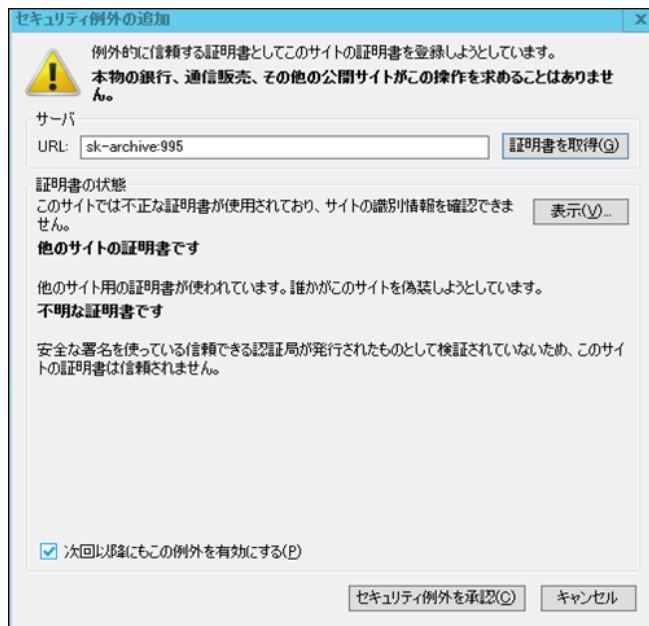 セキュリティ例外の追加
x
例外的に信頼する証明書としてこのサイトの証明書を登録しようとしています。
本物の銀行、通信販売、その他の公開サイトがこの操作を求めることはありませ
ん。
サーバ
URL: sk-archive:995 証明書を取得(G)
証明書の状態
このサイトでは不正な証明書が使用されており、サイトの識別情報を確認できま
せん。
表示(V)...
他のサイトの証明書です
他のサイト用の証明書が使われています。誰かがこのサイトを偽装しようとしています。
不明な証明書です
安全な署名を使っている信頼できる認証局が発行されたものとして検証されていないため、このサイ
トの証明書は信頼されません。
次回以降にもこの例外を有効にする(P)
セキュリティ例外を承認(C) キャンセル